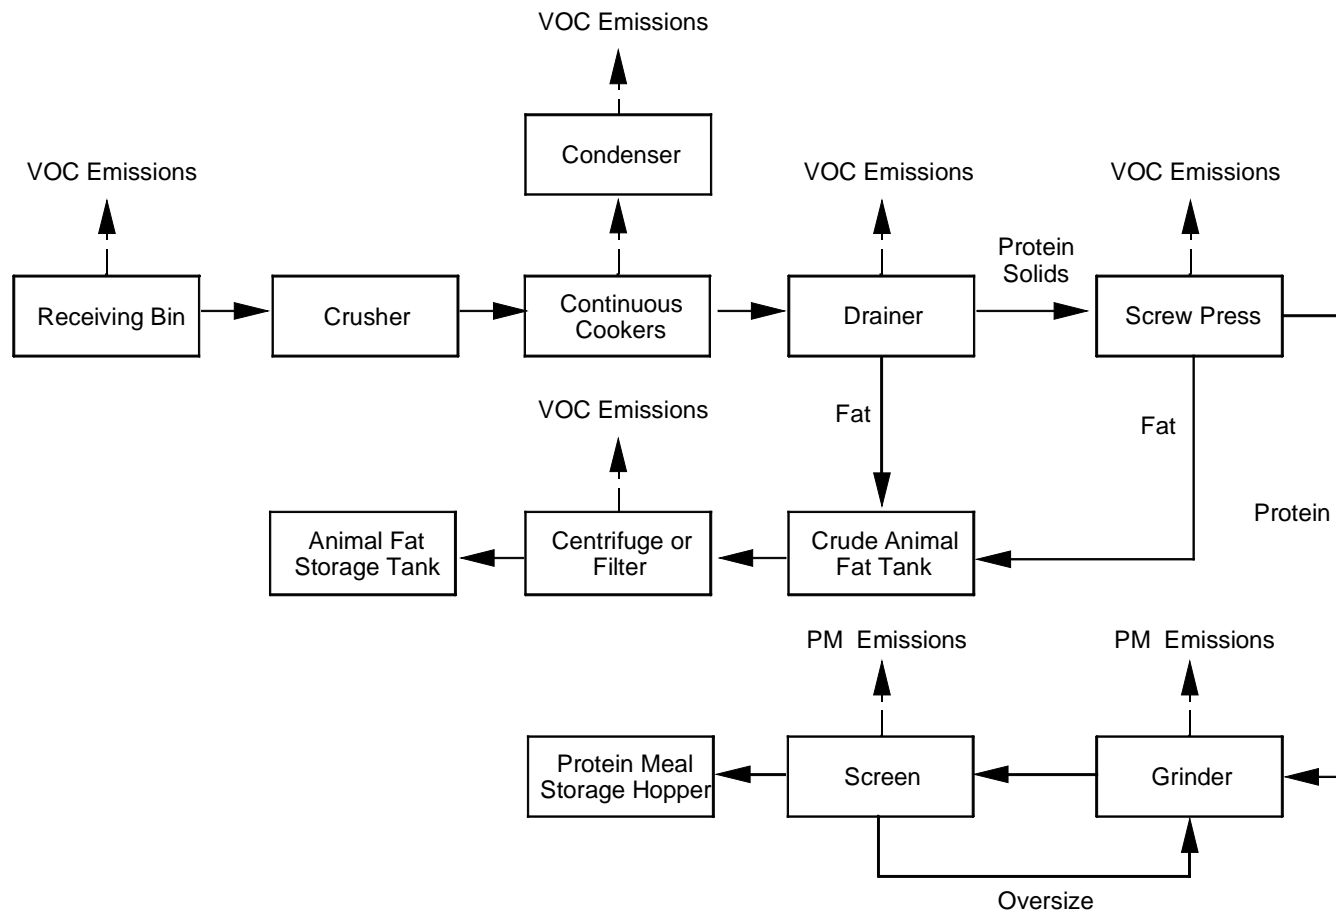 VOC Emissions
Condenser
VOC Emissions
VOC Emissions
VOC Emissions
Protein
Solids
Receiving Bin
Crusher
Continuous
Cookers
Drainer
Screw Press
VOC Emissions
Fat
Fat
Protein
Animal Fat
Storage Tank
Centrifuge or
Filter
Crude Animal
Fat Tank
PM Emissions
PM Emissions
Protein Meal
Storage Hopper
Screen
Grinder
Oversize